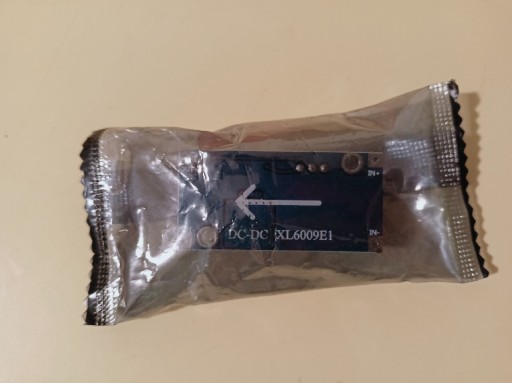 IN+
DC-DC XL6009E1
IN-